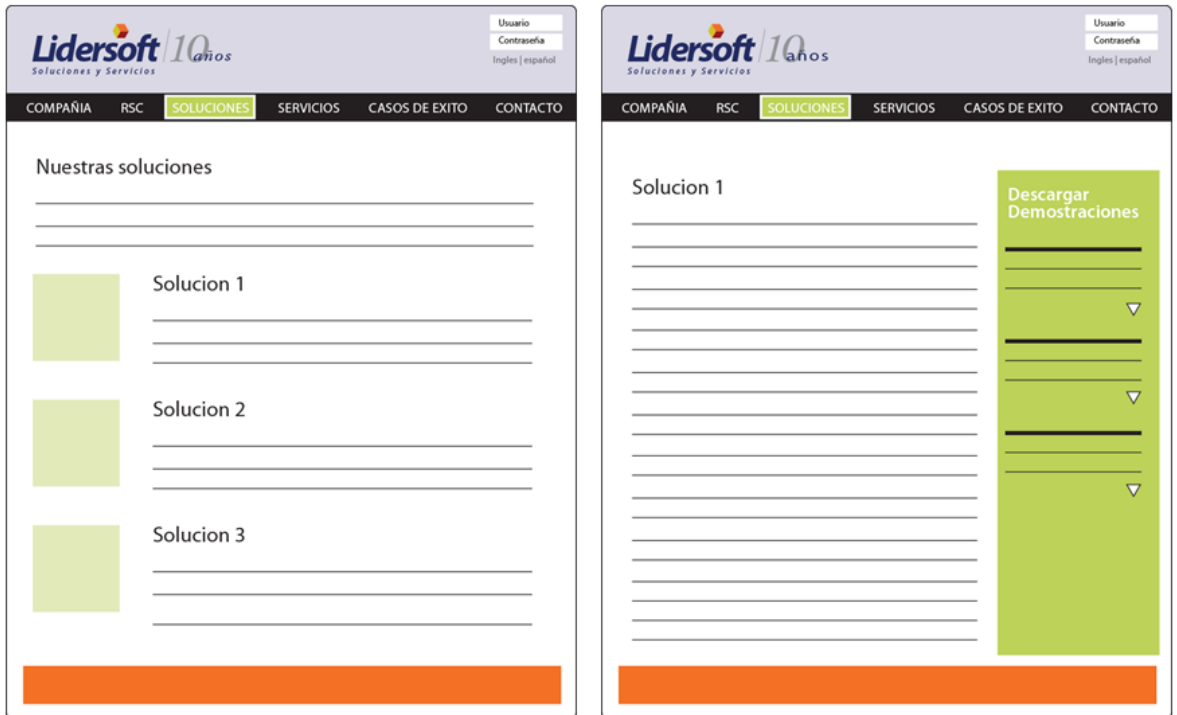 Usuario
Contraseña
Ingles | español
Lidersoft 10 años
Soluciones y Servicios
COMPAÑIA RSC SOLUCIONES SERVICIOS CASOS DE EXITO CONTACTO
Nuestras soluciones
Solucion 1
Solucion 2
Solucion 3
Usuario
Contraseña
Ingles | español
Lidersoft 10 años
Soluciones y Servicios
COMPAÑIA RSC SOLUCIONES SERVICIOS CASOS DE EXITO CONTACTO
Solucion 1
Descargar
Demostraciones